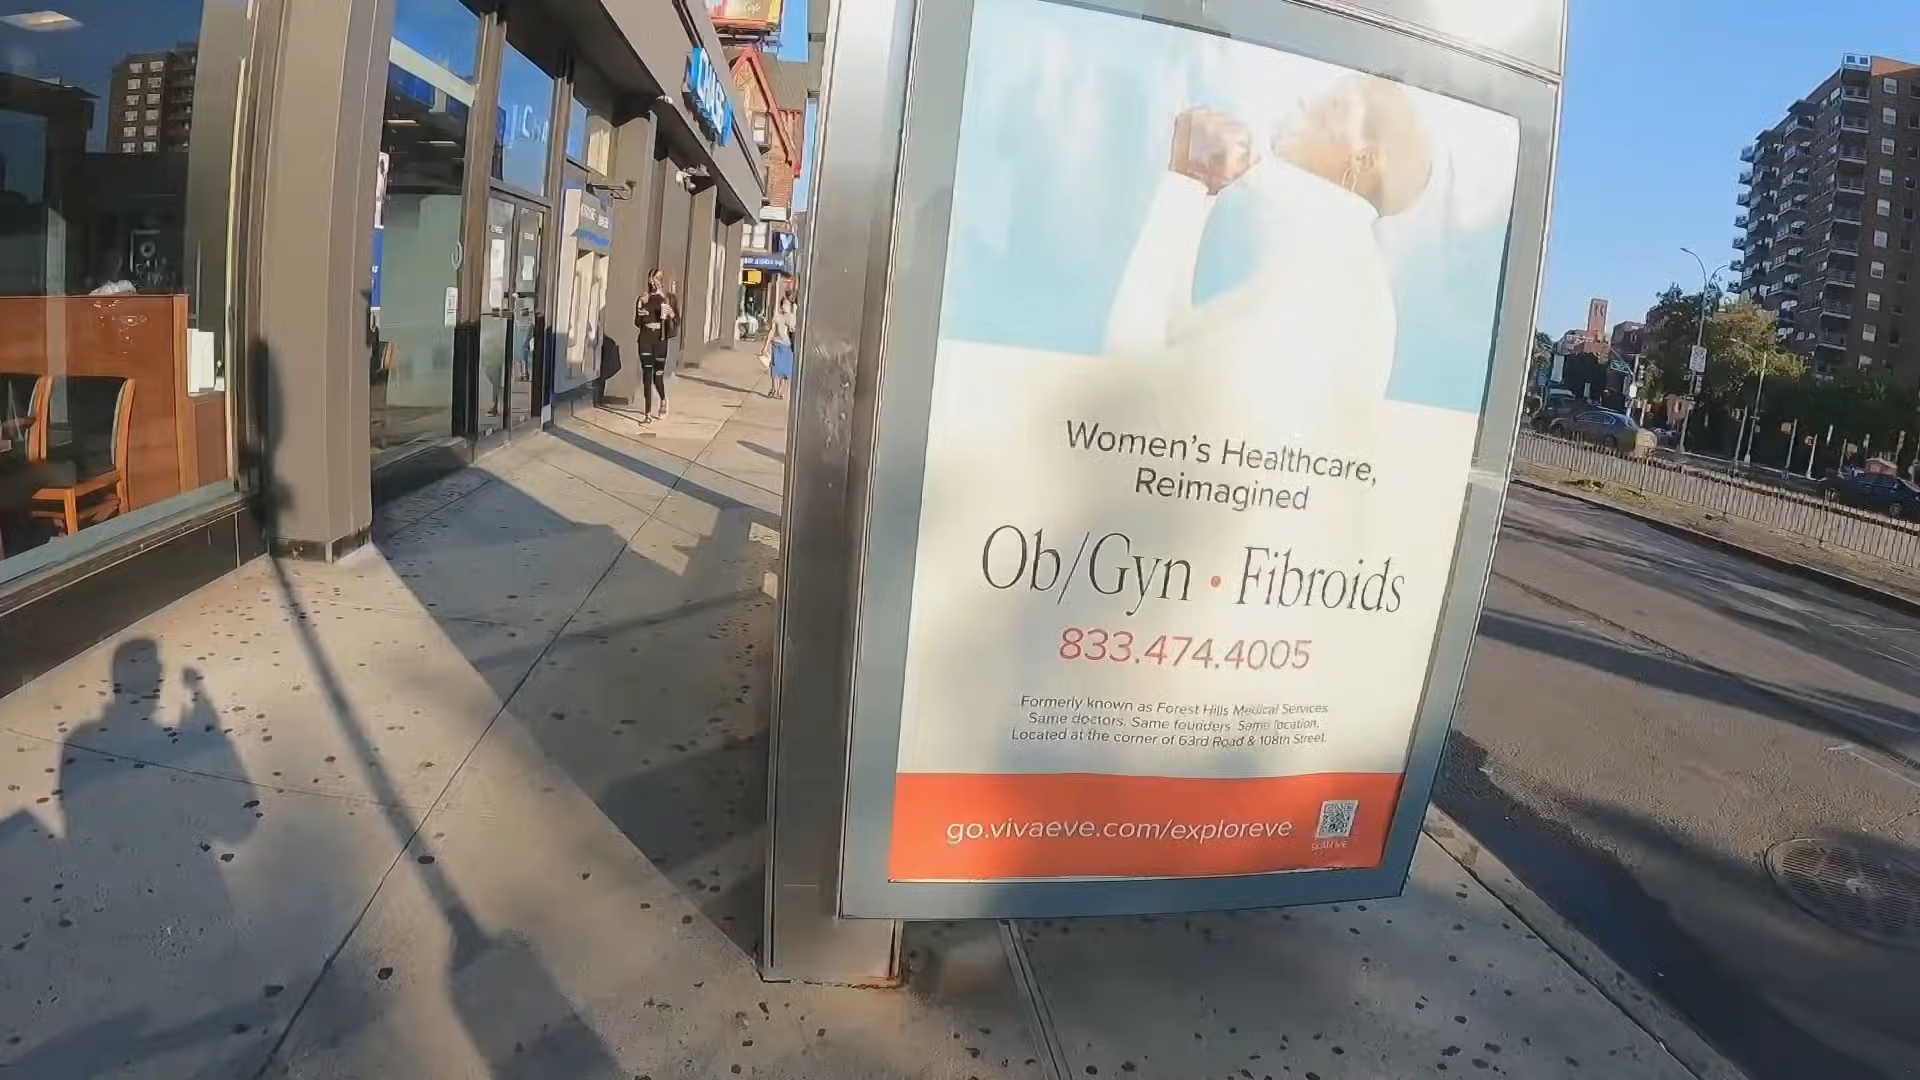 CHASE
Women's Healthcare,
Reimagined
Ob/Gyn • Fibroids
833.474.4005
Formerly known as Forest Hills Medical Services
Same doctors. Same founders. Same location.
Located at the corner of 63rd Road & 108th Street.
go.vivaeve.com/exploreve